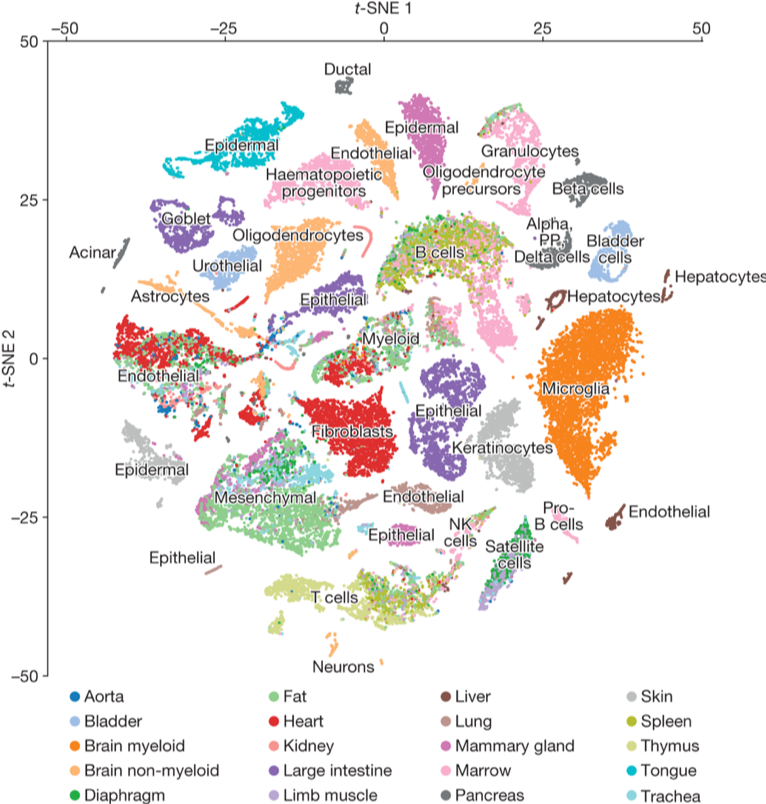 t-SNE 1
−50 −25 0 25 50
50
Ductal
Epidermal
Epidermal
Endothelial
Granulocytes
Haematopoietic
progenitors
Oligodendrocyte
precursors
Beta cells
25
Goblet
Oligodendrocytes
B cells
Alpha,
PP,
Delta cells
Bladder
cells
Acinar
Urothelial
Astrocytes
Epithelial
Hepatocytes
Hepatocytes
t-SNE 2
0
Myeloid
Endothelial
Microglia
Epithelial
Fibroblasts
Keratinocytes
Epidermal
Mesenchymal
Endothelial
−25
Pro-
B cells
Endothelial
Epithelial
NK
cells
Satellite
cells
Epithelial
T cells
Neurons
−50
Aorta Fat Liver Skin
Bladder Heart Lung Spleen
Brain myeloid Kidney Mammary gland Thymus
Brain non-myeloid Large intestine Marrow Tongue
Diaphragm Limb muscle Pancreas Trachea